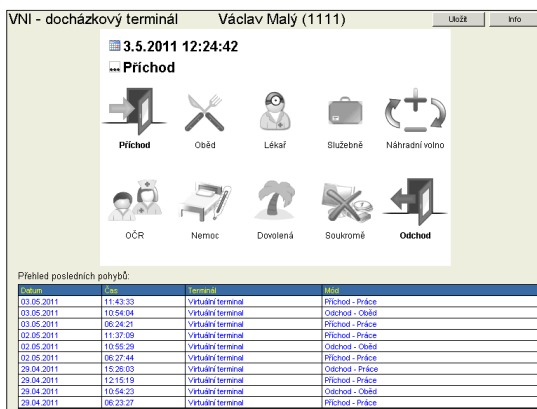 VNI - docházkový terminál Václav Malý (1111) Uložit Info
3.5.2011 12:24:42
Příchod
Příchod Oběd Lékař Služebně Náhradní volno
OČR Nemoc Dovolená Soukromě Odchod
Přehled posledních pohybů:
Datum Čas Terminál Mód
03.05.2011 11:43:33 Virtuální terminal Příchod - Práce
03.05.2011 10:54:04 Virtuální terminal Odchod - Oběd
03.05.2011 06:24:21 Virtuální terminal Příchod - Práce
02.05.2011 11:37:09 Virtuální terminal Příchod - Práce
02.05.2011 10:55:29 Virtuální terminal Odchod - Oběd
02.05.2011 06:27:44 Virtuální terminal Příchod - Práce
29.04.2011 15:26:03 Virtuální terminal Odchod - Práce
29.04.2011 12:15:19 Virtuální terminal Příchod - Práce
29.04.2011 10:54:23 Virtuální terminal Odchod - Oběd
29.04.2011 06:23:27 Virtuální terminal Příchod - Práce